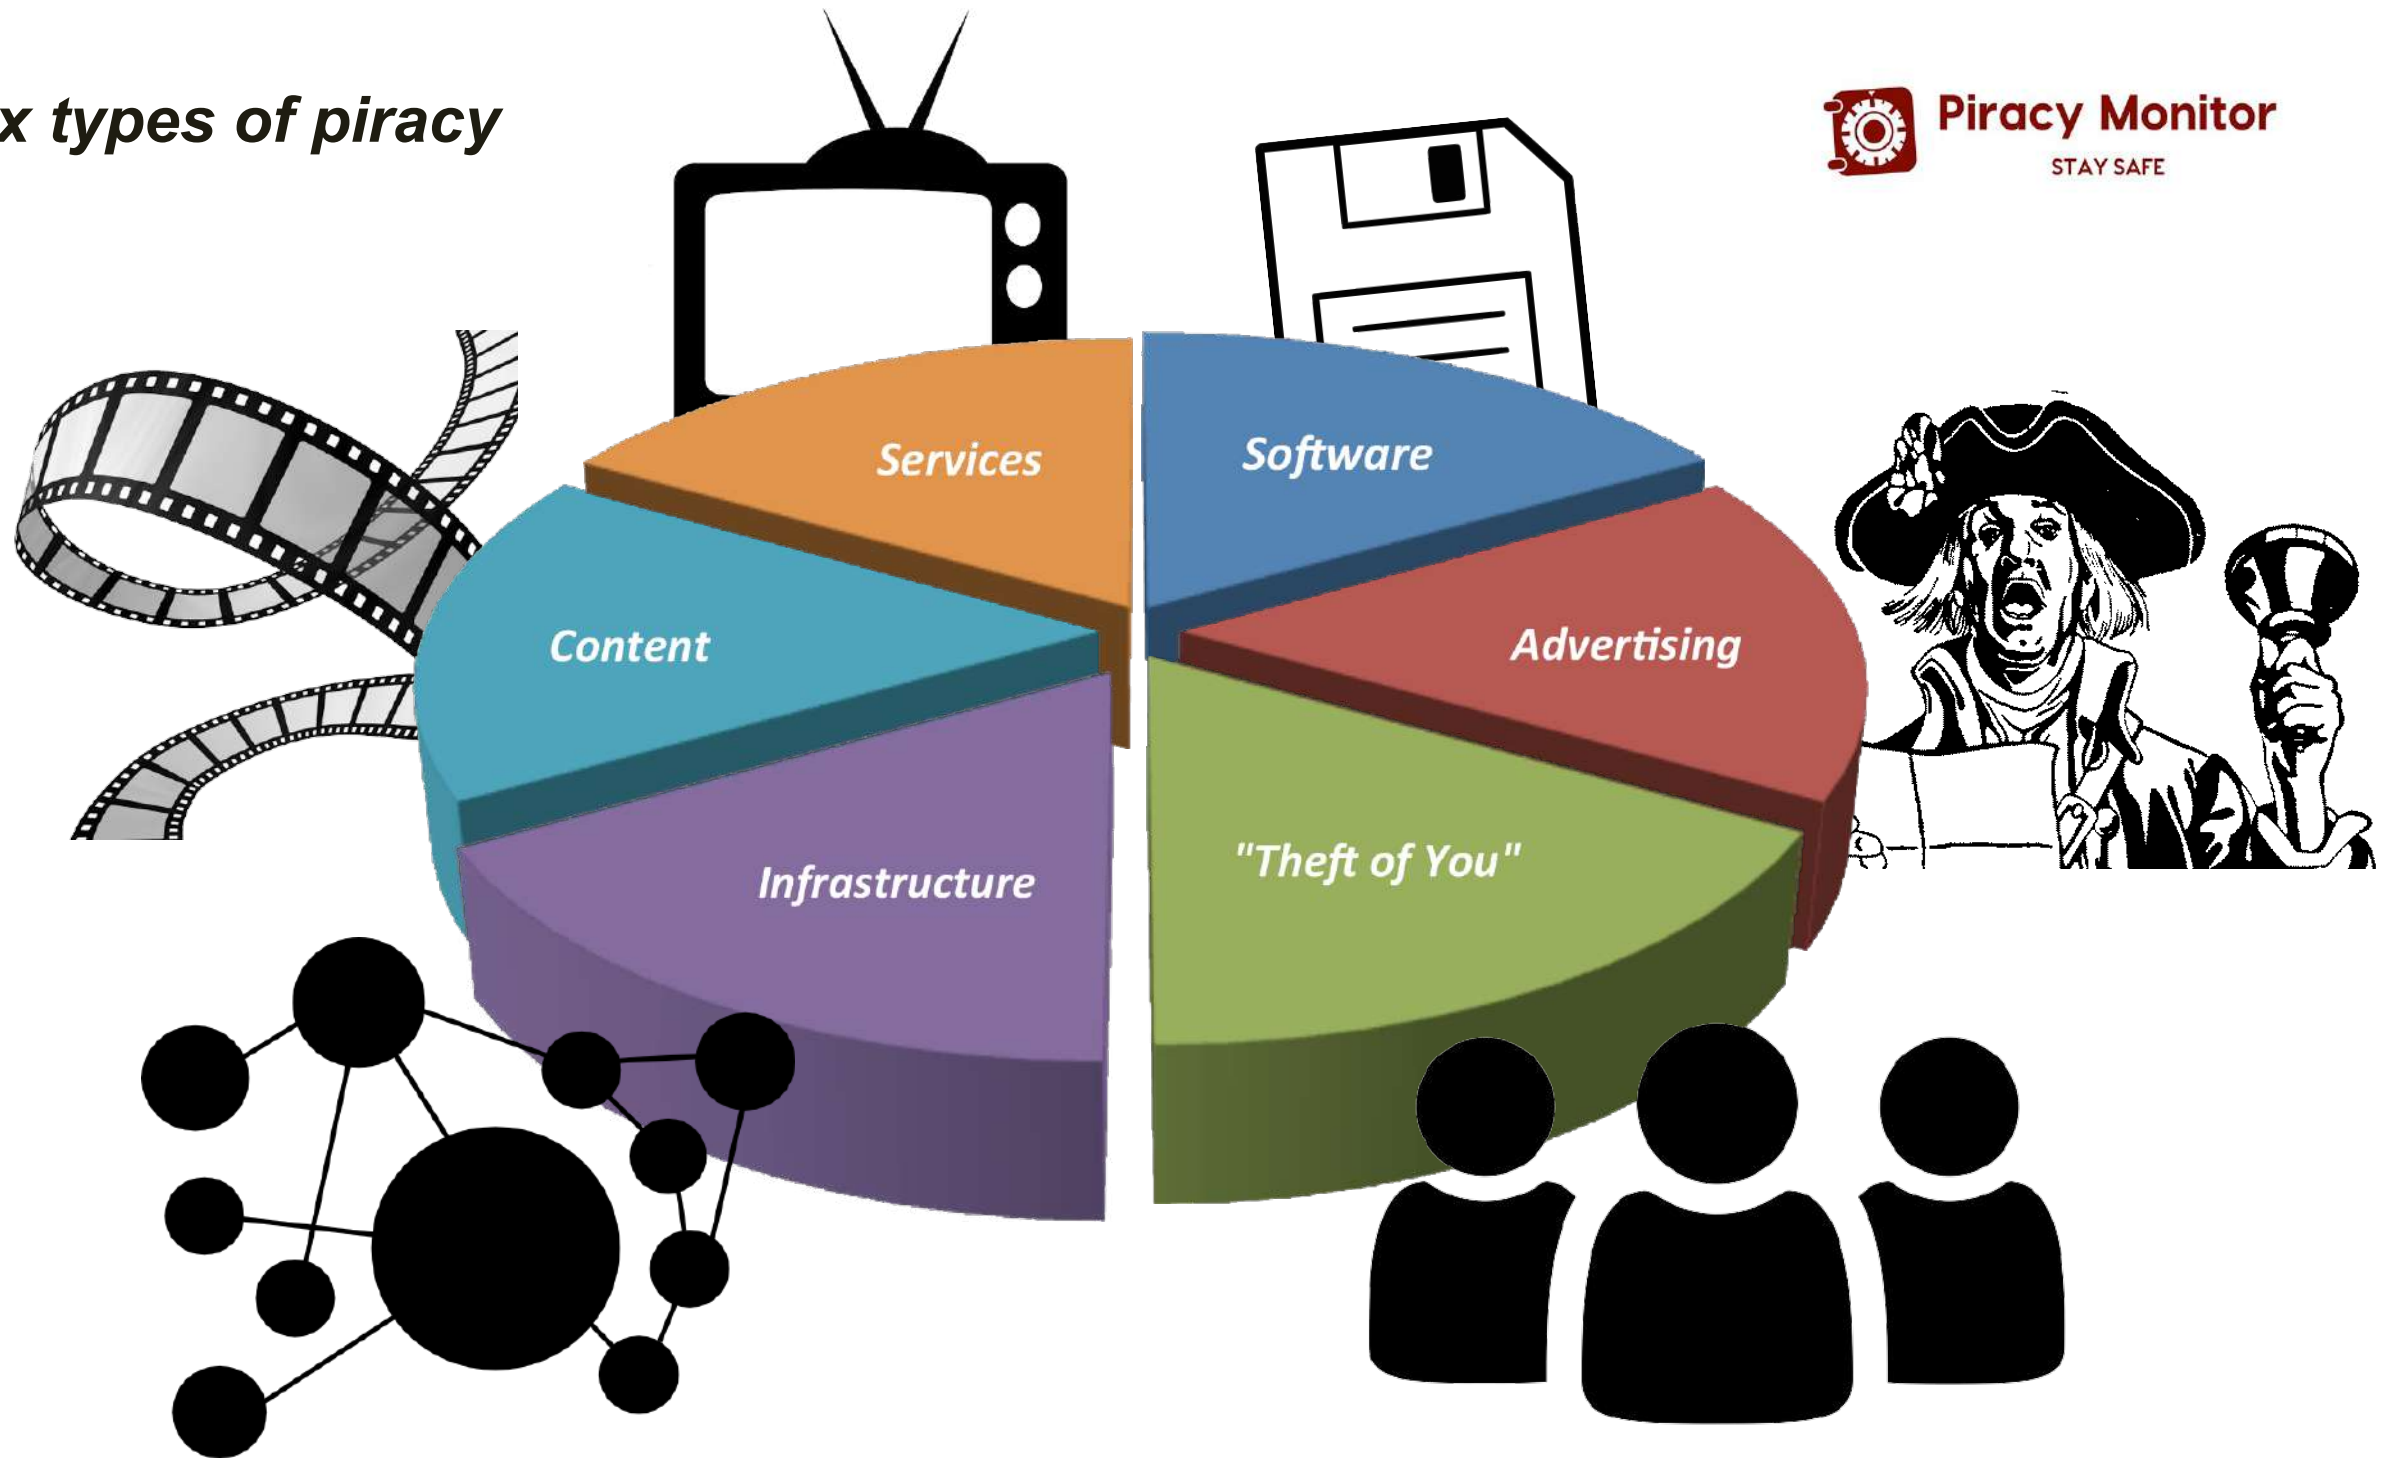 x types of piracy
Piracy Monitor
STAY SAFE
Services
Software
Content
Advertising
Infrastructure
"Theft of You"